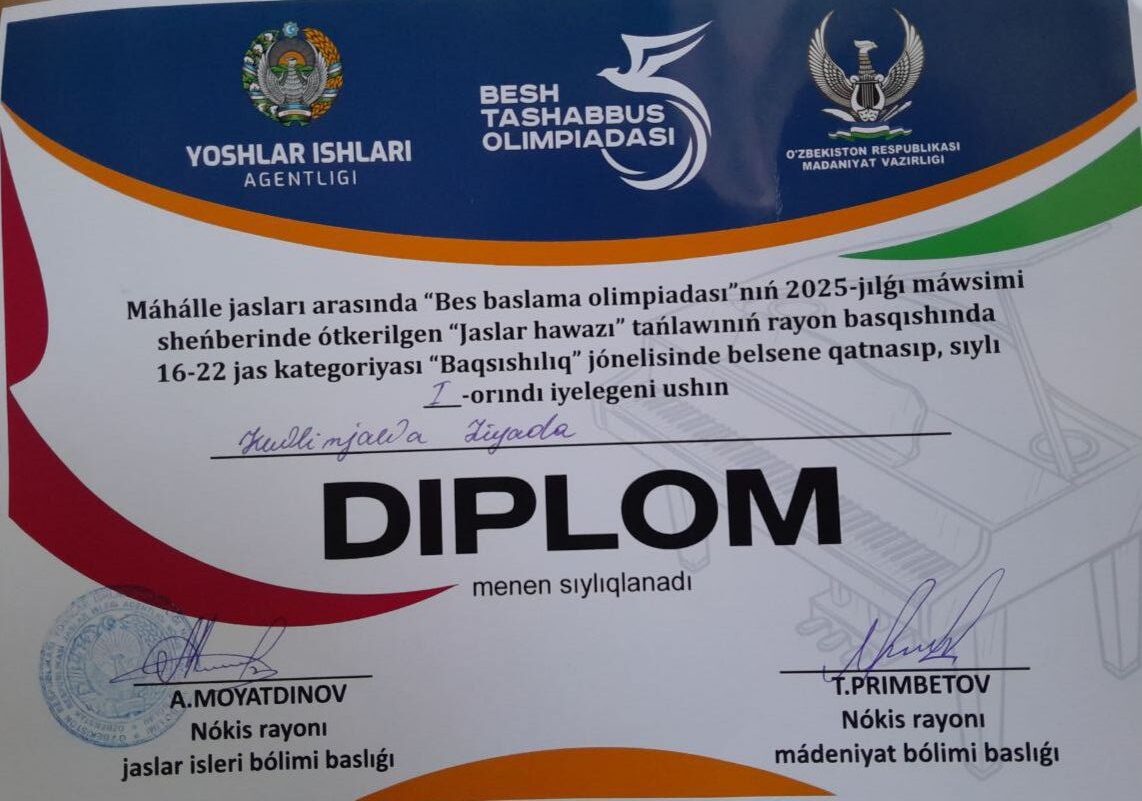 YOSHLAR ISHLARI
AGENTLIGI
BESH
TASHABBUS
OLIMPIADASI
5
O'ZBEKISTON RESPUBLIKASI
MADANIYAT VAZIRLIGI
Máhálle jasları arasında “Bes baslama olimpiadası”nıń 2025-jılǵı máwsimi
sheńberinde ótkerilgen “Jaslar hawazı” tańlawınıń rayon basqıshında
16-22 jas kategoriyası “Baqsıshılıq” jónelisinde belsene qatnasıp, sıylı
I -orındı iyelegeni ushın
Ziyada
DIPLOM
menen sıylıqlanadı
A.MOYATDINOV
Nókis rayonı
jaslar isleri bólimi baslıǵı
T.PRIMBETOV
Nókis rayonı
mádeniyat bólimi baslıǵı